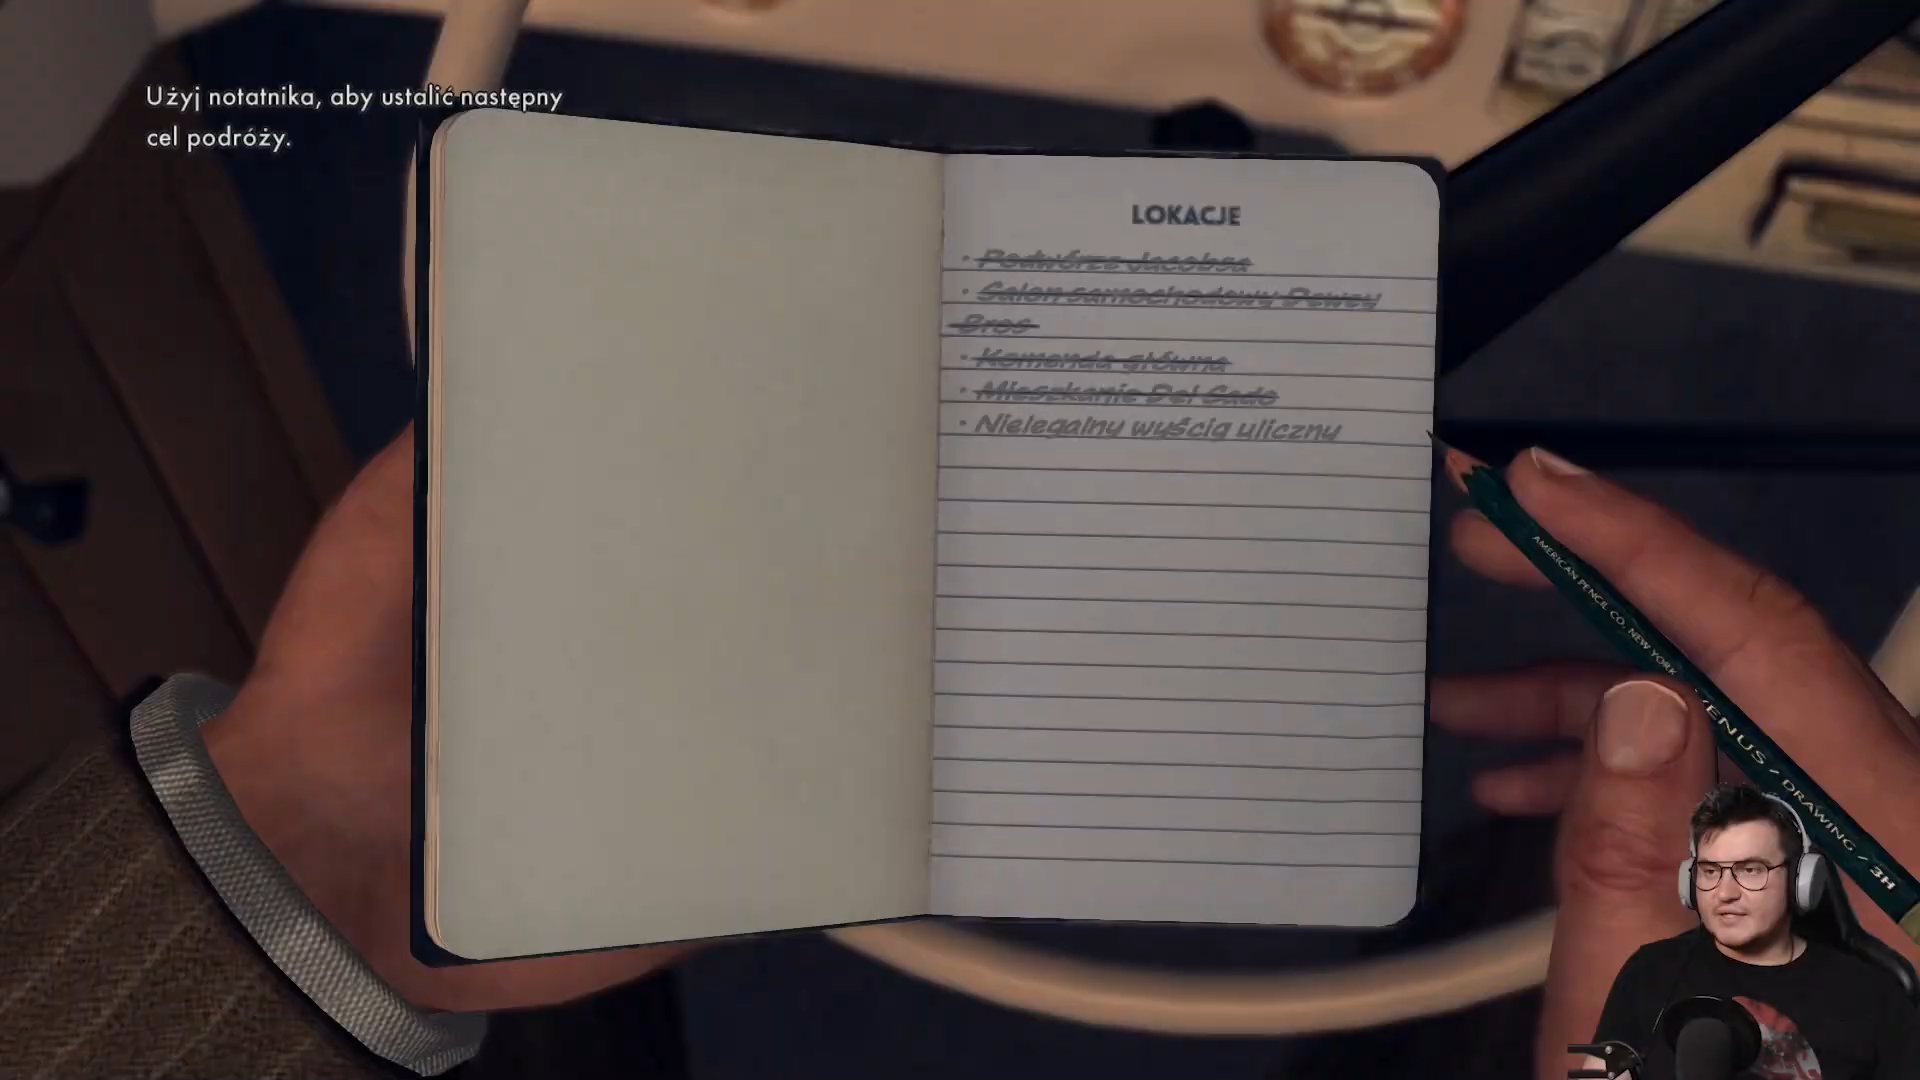 Użyj notatnika, aby ustalić następny
cel podróży.
LOKACJE
· Podwórze Jacobsa
· Salon samochodowy Dewey
Bros
· Komenda główna
· Mieszkanie Del Gado
· Nielegalny wyścig uliczny
AMERICAN PENCIL CO. NEW YORK
VENUS / DRAWING / 3H